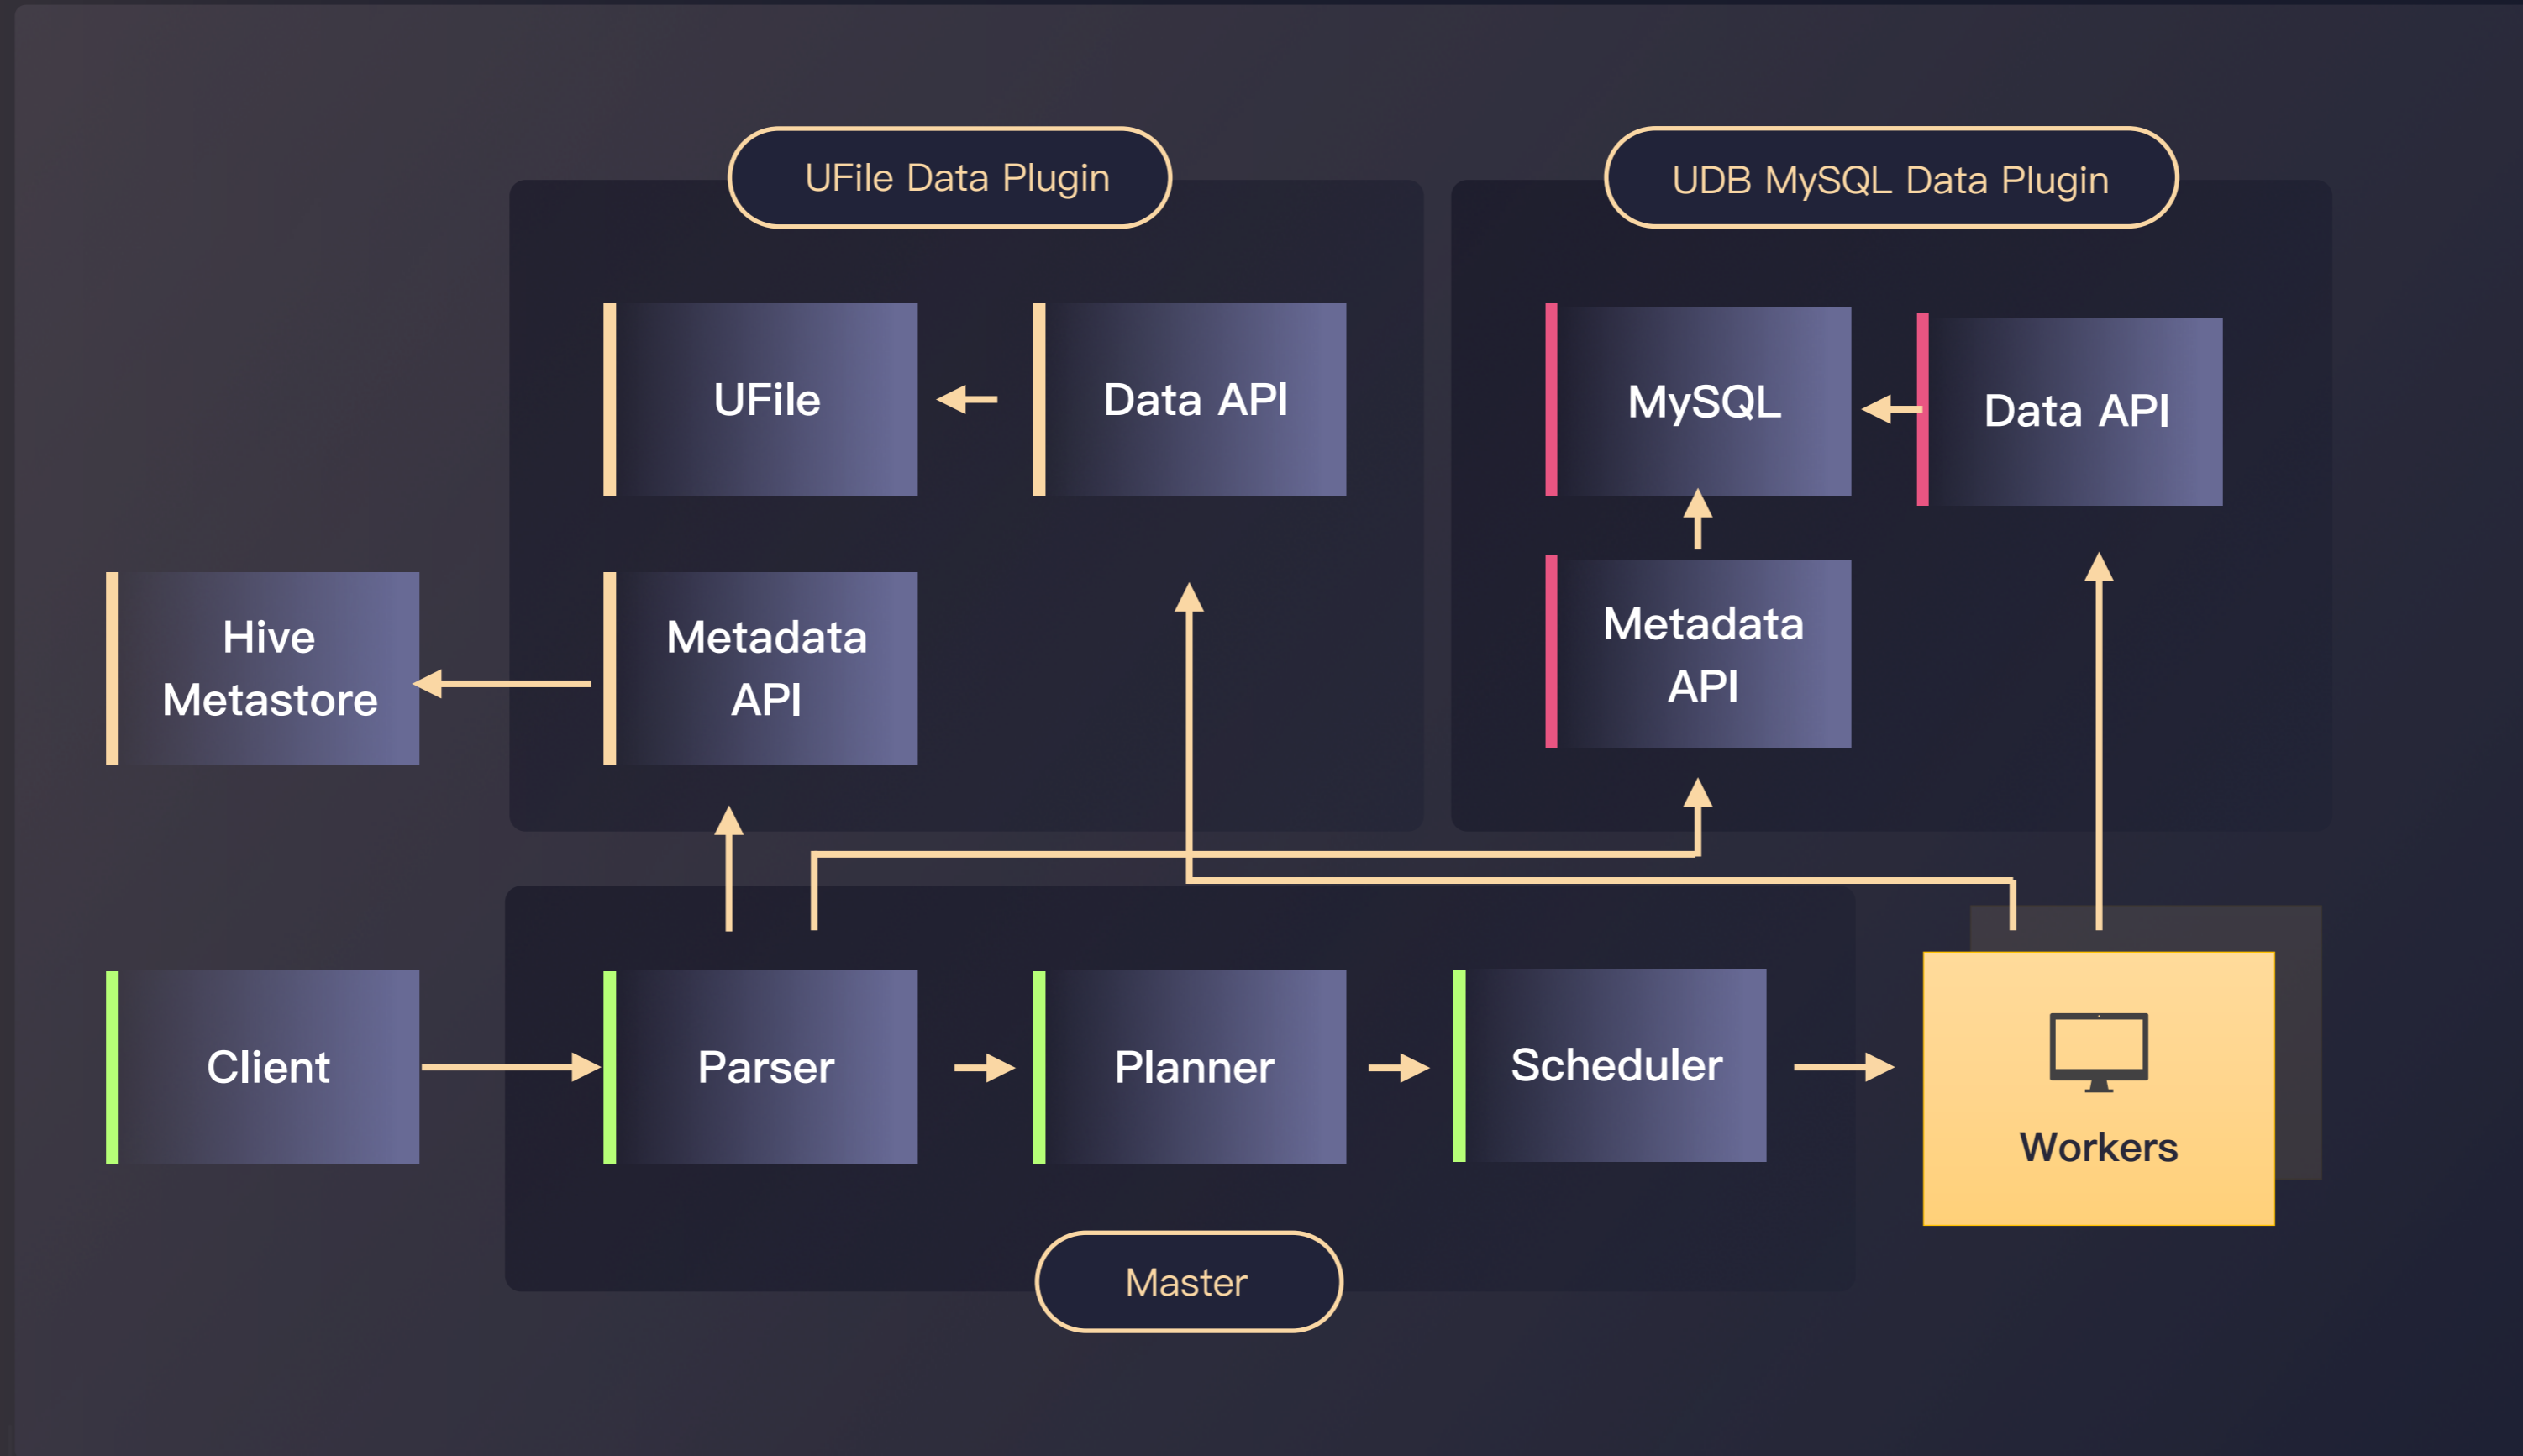 UFile Data Plugin
UDB MySQL Data Plugin
UFile
Data API
MySQL
Data API
Hive
Metastore
Metadata
API
Metadata
API
Client
Parser
Planner
Scheduler
Workers
Master